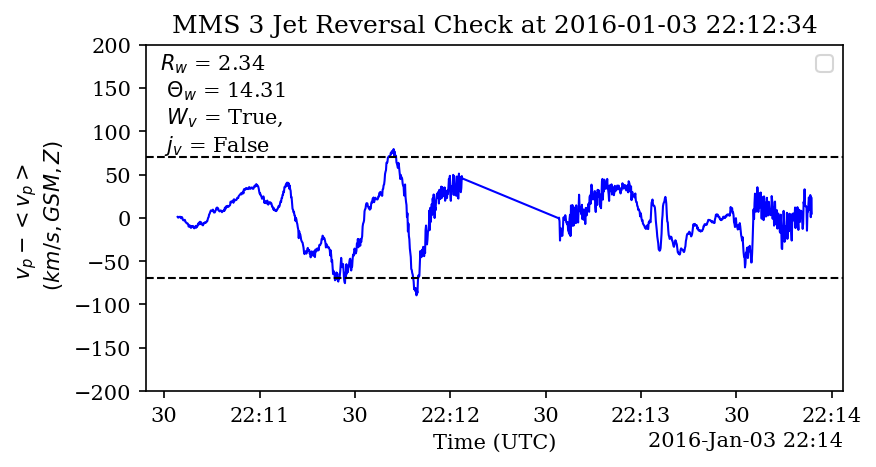 MMS 3 Jet Reversal Check at 2016-01-03 22:12:34
200
150
100
50
0
−50
−100
−150
−200
v_p − < v_p >
(km/s, GSM, Z)
R_w = 2.34
Θ_w = 14.31
W_v = True,
j_v = False
30 22:11 30 22:12 30 22:13 30 22:14
Time (UTC)
2016-Jan-03 22:14